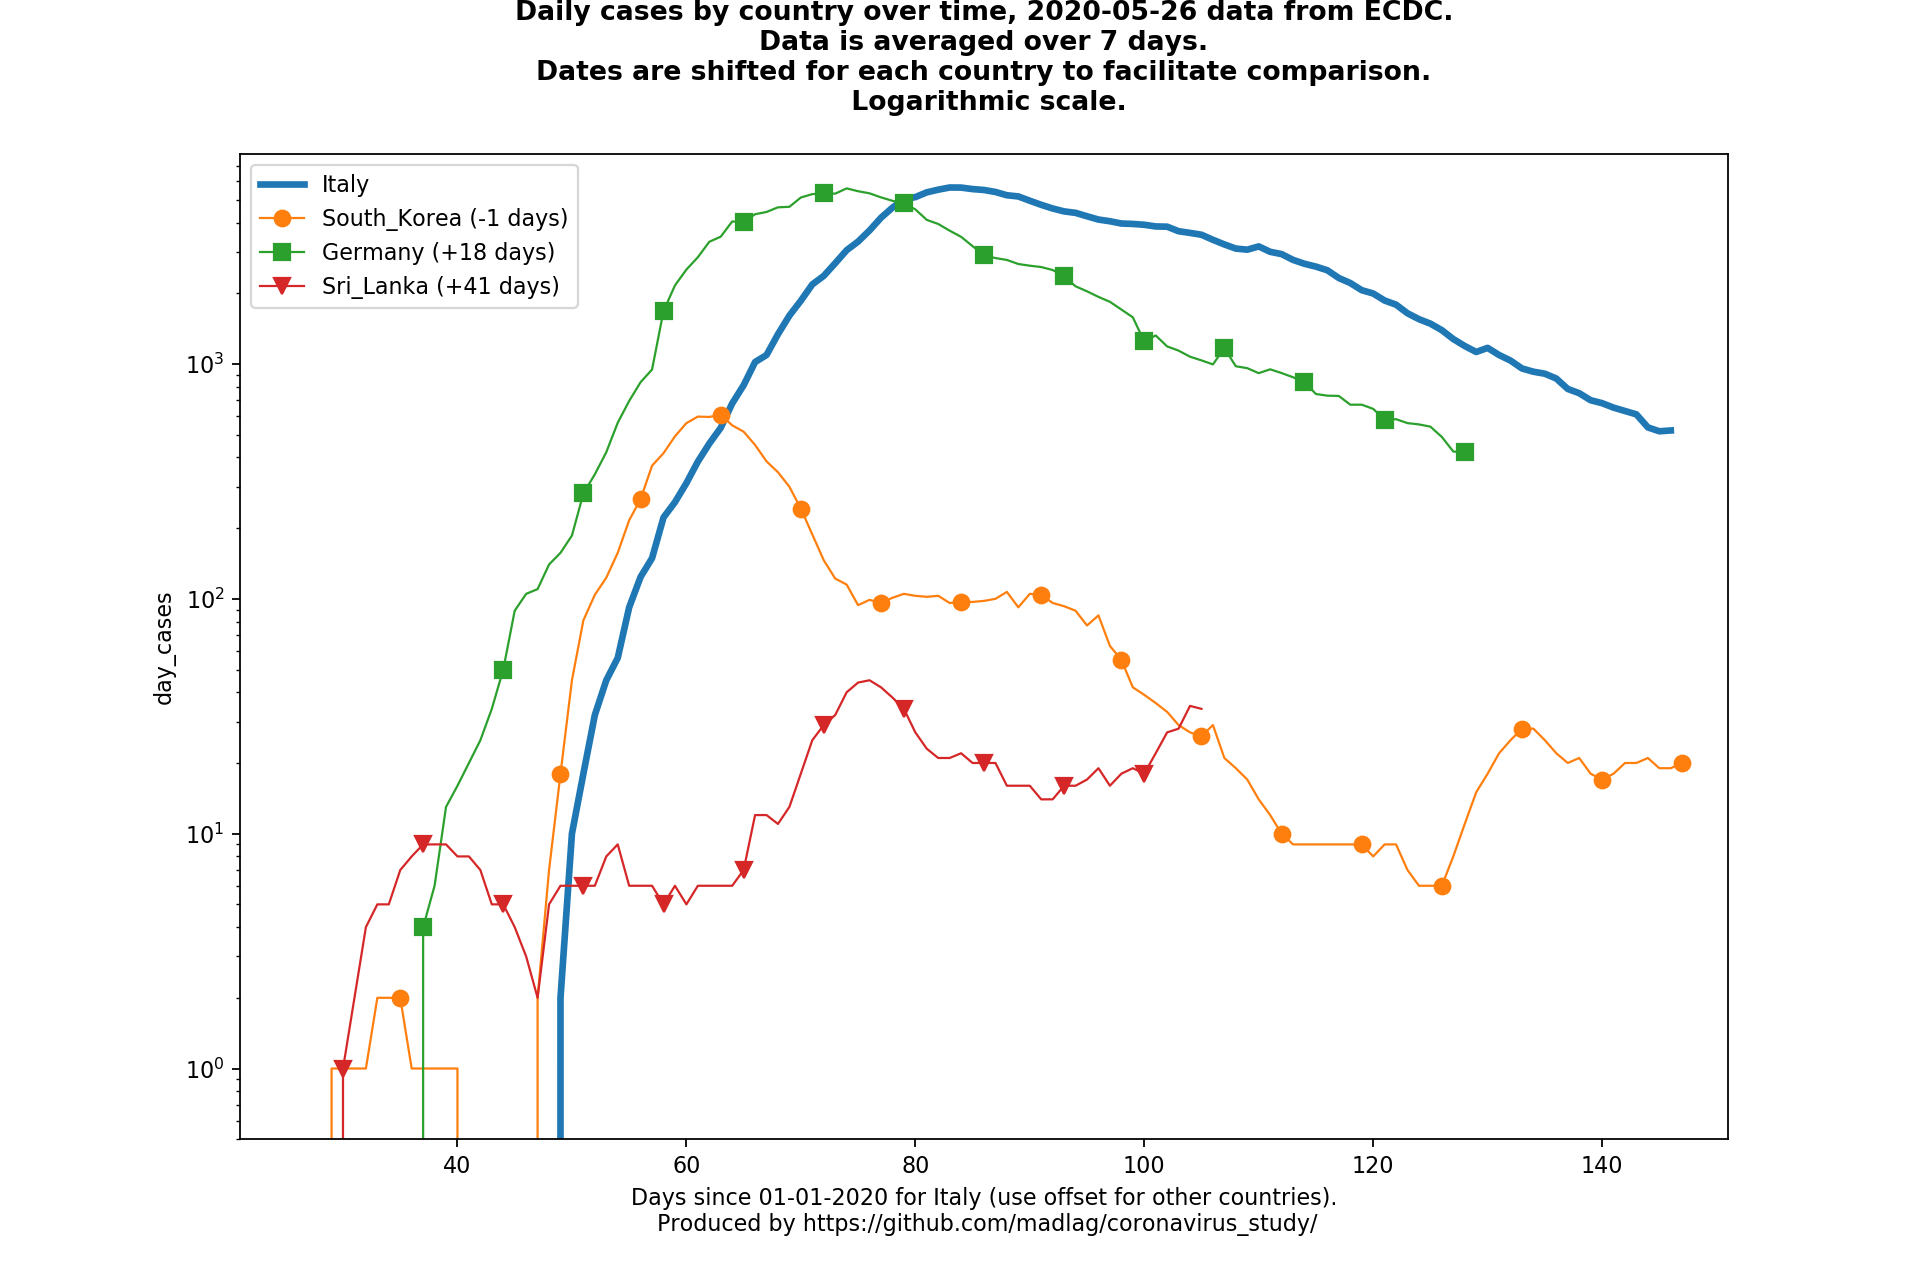 Daily cases by country over time, 2020-05-26 data from ECDC.
Data is averaged over 7 days.
Dates are shifted for each country to facilitate comparison.
Logarithmic scale.
Italy
South_Korea (-1 days)
Germany (+18 days)
Sri_Lanka (+41 days)
10³
10²
10¹
10⁰
day_cases
40 60 80 100 120 140
Days since 01-01-2020 for Italy (use offset for other countries).
Produced by https://github.com/madlag/coronavirus_study/